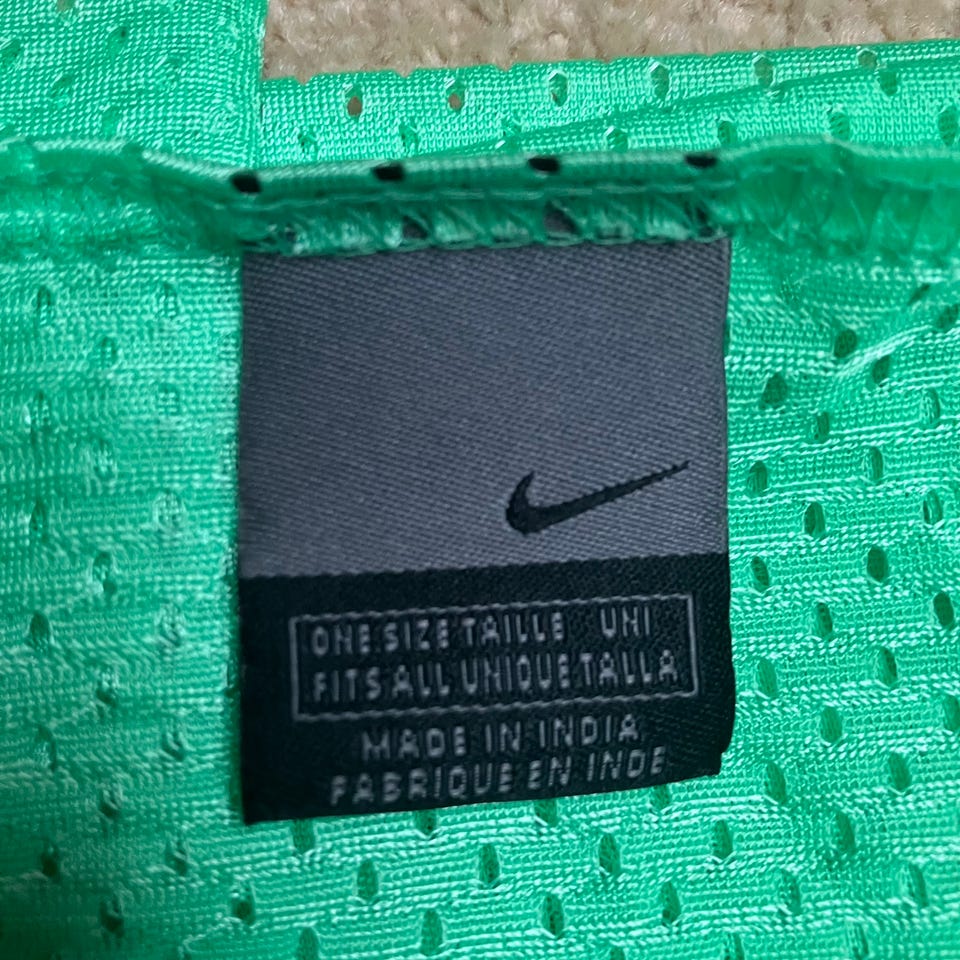 ONE SIZE TAILLE UNI
FITS ALL UNIQUE TALLA
MADE IN INDIA
FABRIQUE EN INDE